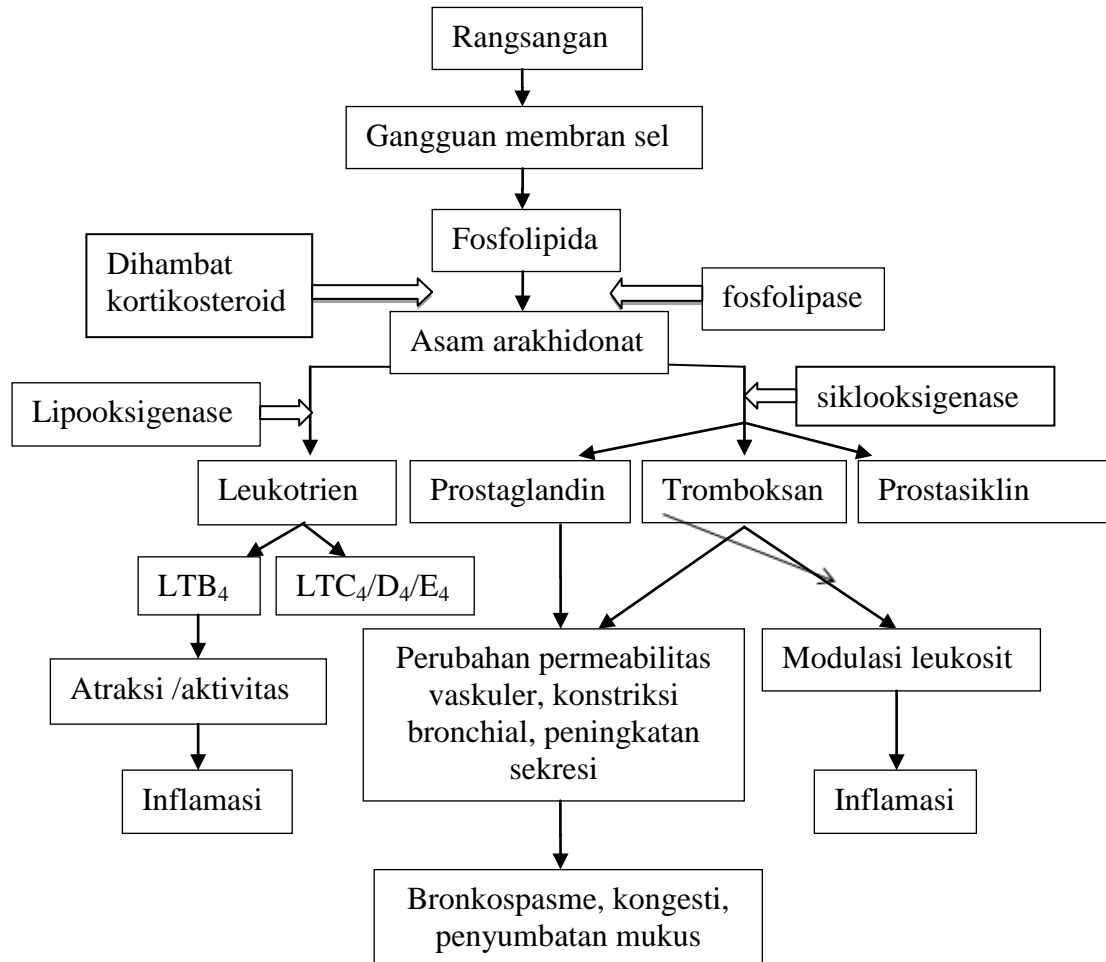 Rangsangan
Gangguan membran sel
Fosfolipida
Dihambat
kortikosteroid
fosfolipase
Asam arakhidonat
Lipooksigenase
siklooksigenase
Leukotrien
Prostaglandin
Tromboksan
Prostasiklin
LTB₄
LTC₄/D₄/E₄
Perubahan permeabilitas
vaskuler, konstriksi
bronchial, peningkatan
sekresi
Modulasi leukosit
Atraksi /aktivitas
Inflamasi
Inflamasi
Bronkospasme, kongesti,
penyumbatan mukus